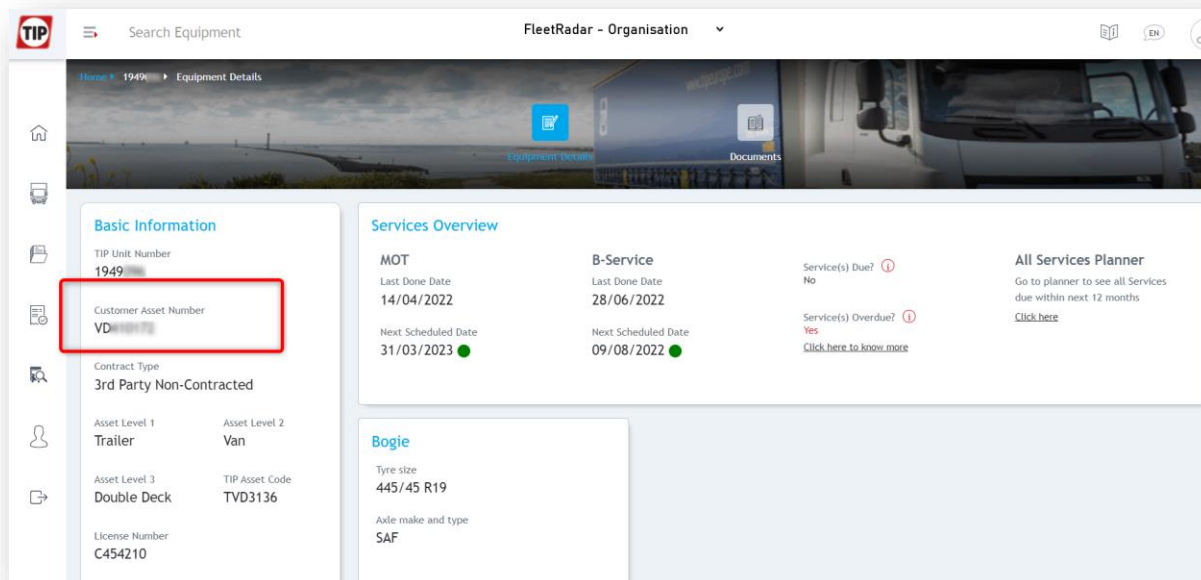 TIP
Search Equipment
FleetRadar - Organisation
EN
Home
1949
Equipment Details
Equipment Details
Documents
Basic Information
TIP Unit Number
1949
Customer Asset Number
VD
Contract Type
3rd Party Non-Contracted
Asset Level 1
Asset Level 2
Trailer
Van
Asset Level 3
TIP Asset Code
Double Deck
TVD3136
License Number
C454210
Services Overview
MOT
Last Done Date
14/04/2022
Next Scheduled Date
31/03/2023
B-Service
Last Done Date
28/06/2022
Next Scheduled Date
09/08/2022
Service(s) Due?
No
Service(s) Overdue?
Yes
Click here to know more
All Services Planner
Go to planner to see all Services
due within next 12 months
Click here
Bogie
Tyre size
445/45 R19
Axle make and type
SAF